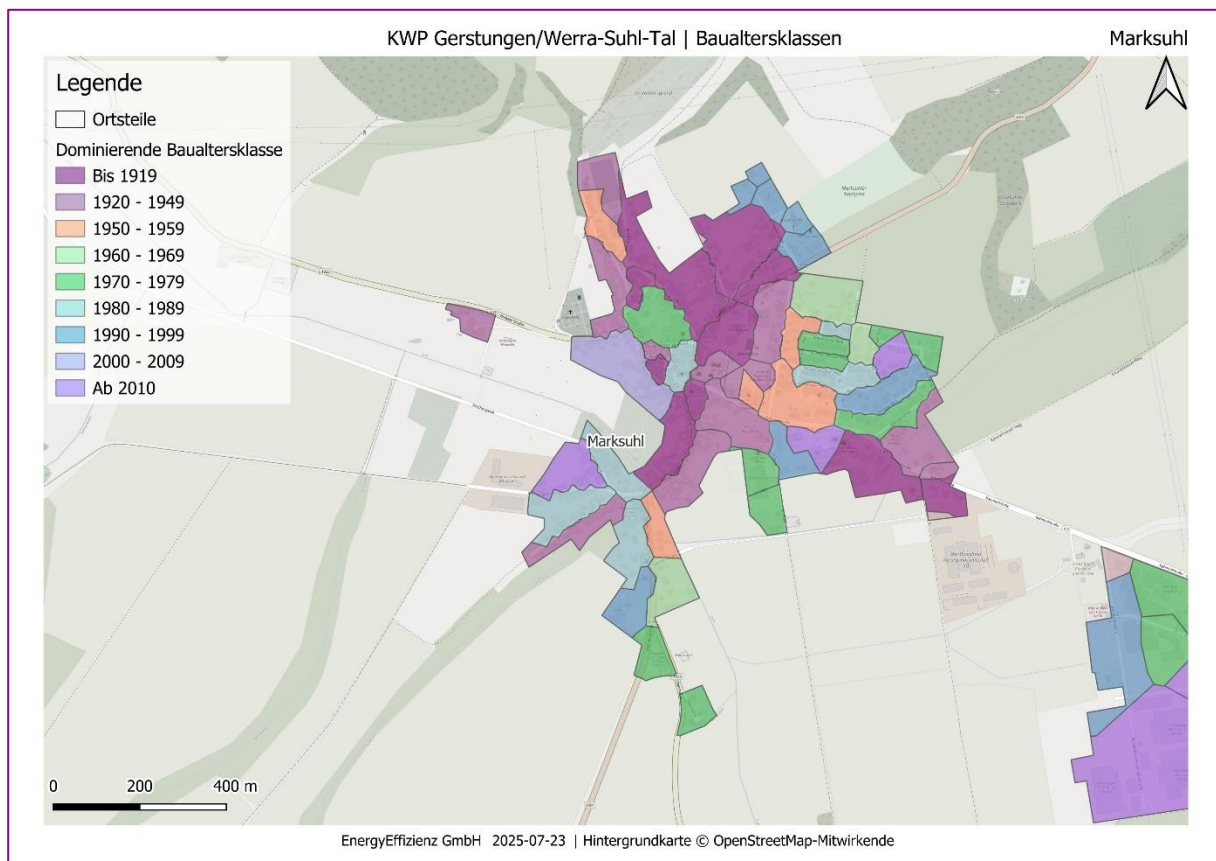 KWP Gerstungen/Werra-Suhl-Tal | Baualtersklassen
Marksuhl
Legende
Ortsteile
Dominierende Baualtersklasse
Bis 1919
1920 - 1949
1950 - 1959
1960 - 1969
1970 - 1979
1980 - 1989
1990 - 1999
2000 - 2009
Ab 2010
Marksuhl
0 200 400 m
EnergyEffizienz GmbH 2025-07-23 | Hintergrundkarte © OpenStreetMap-Mitwirkende